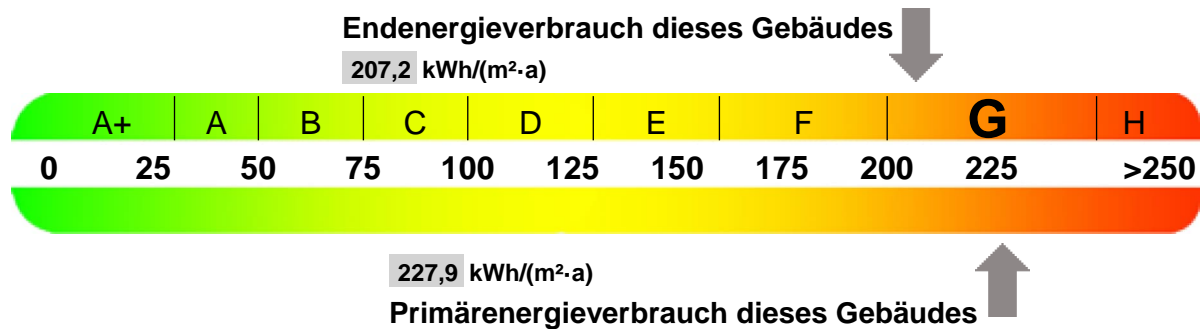 Endenergieverbrauch dieses Gebäudes
207,2 kWh/(m²·a)
A+ A B C D E F G H
0 25 50 75 100 125 150 175 200 225 >250
227,9 kWh/(m²·a)
Primärenergieverbrauch dieses Gebäudes